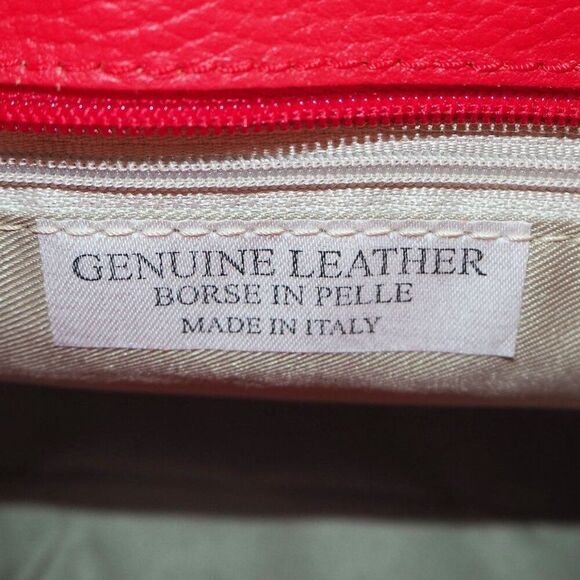 GENUINE LEATHER
BORSE IN PELLE
MADE IN ITALY